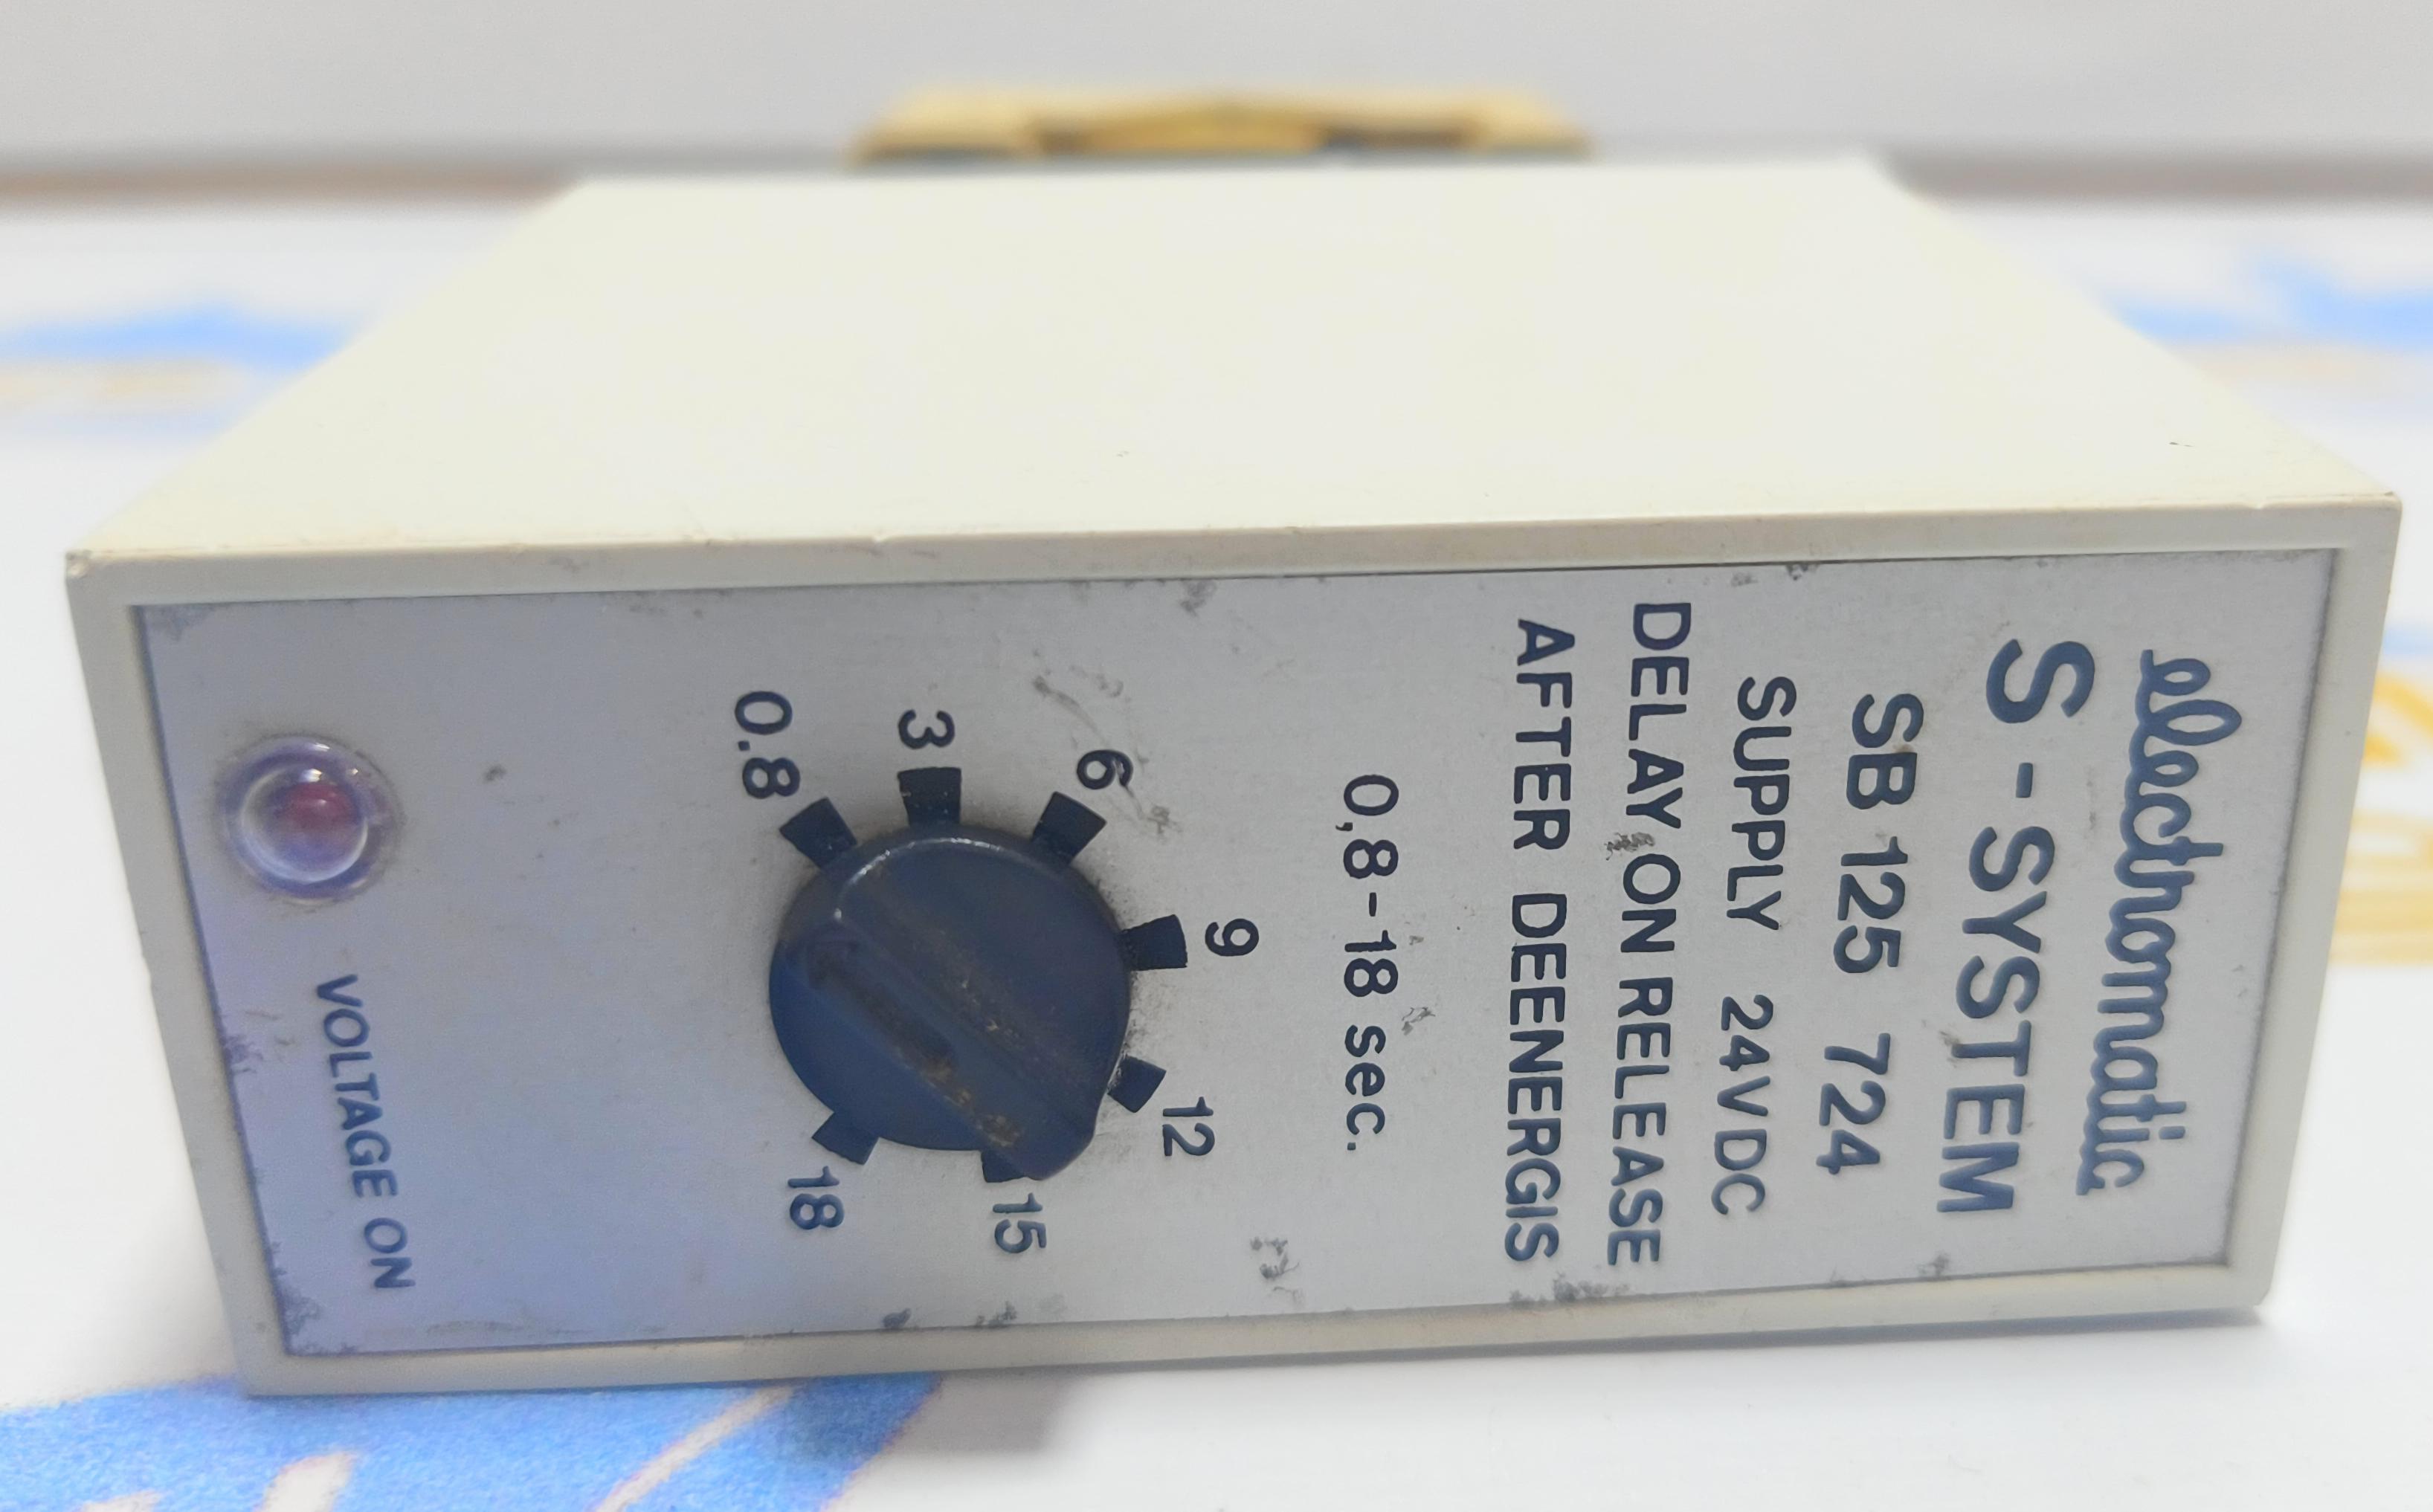 electromatic
S-SYSTEM
SB 125 724
SUPPLY 24VDC
DELAY ON RELEASE
AFTER DEENERGIS
0,8-18 sec.
0.8
3
6
9
12
15
18
VOLTAGE ON